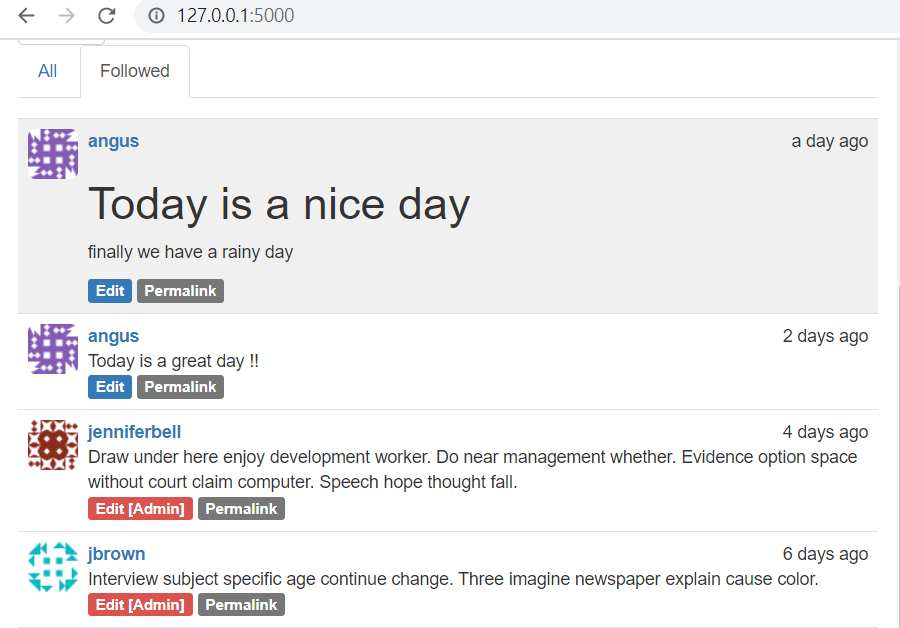 127.0.0.1:5000
All
Followed
angus
a day ago
Today is a nice day
finally we have a rainy day
Edit Permalink
angus
2 days ago
Today is a great day !!
Edit Permalink
jenniferbell
4 days ago
Draw under here enjoy development worker. Do near management whether. Evidence option space
without court claim computer. Speech hope thought fall.
Edit [Admin] Permalink
jbrown
6 days ago
Interview subject specific age continue change. Three imagine newspaper explain cause color.
Edit [Admin] Permalink